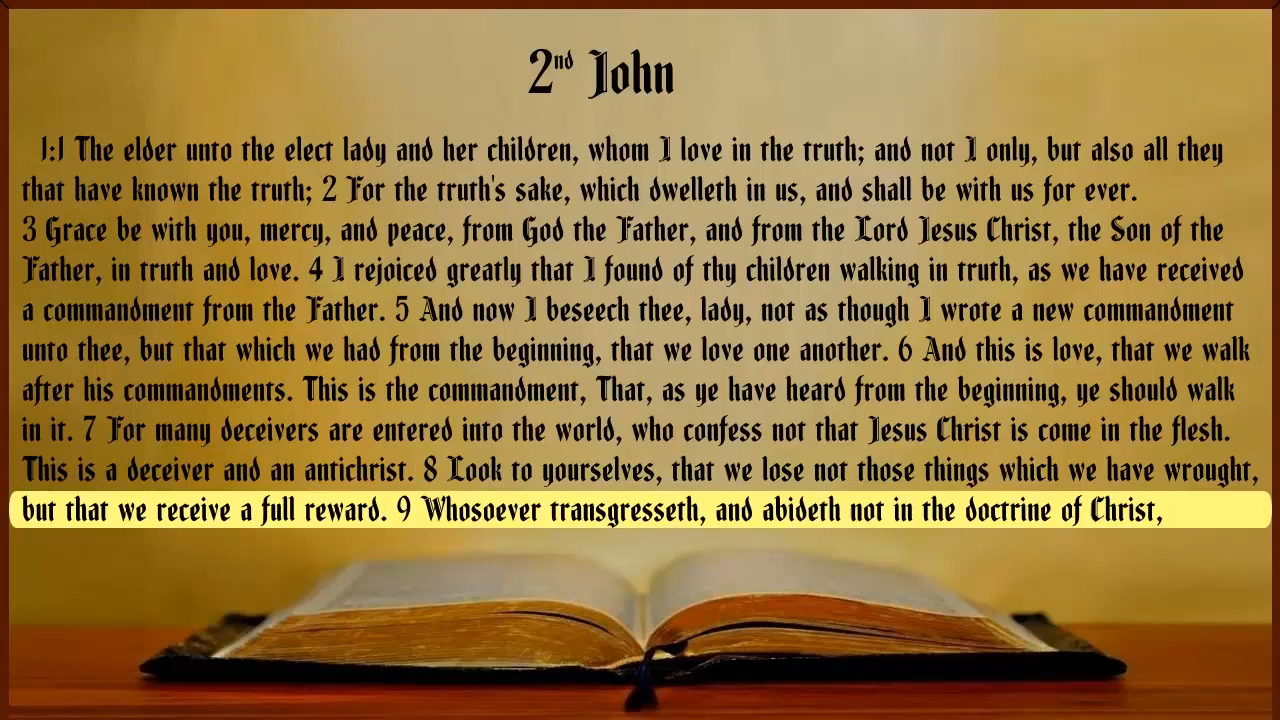 2nd John
1:1 The elder unto the elect lady and her children, whom I love in the truth; and not I only, but also all they
that have known the truth; 2 For the truth's sake, which dwelleth in us, and shall be with us for ever.
3 Grace be with you, mercy, and peace, from God the Father, and from the Lord Jesus Christ, the Son of the
Father, in truth and love. 4 I rejoiced greatly that I found of thy children walking in truth, as we have received
a commandment from the Father. 5 And now I beseech thee, lady, not as though I wrote a new commandment
unto thee, but that which we had from the beginning, that we love one another. 6 And this is love, that we walk
after his commandments. This is the commandment, That, as ye have heard from the beginning, ye should walk
in it. 7 For many deceivers are entered into the world, who confess not that Jesus Christ is come in the flesh.
This is a deceiver and an antichrist. 8 Look to yourselves, that we lose not those things which we have wrought,
but that we receive a full reward. 9 Whosoever transgresseth, and abideth not in the doctrine of Christ,